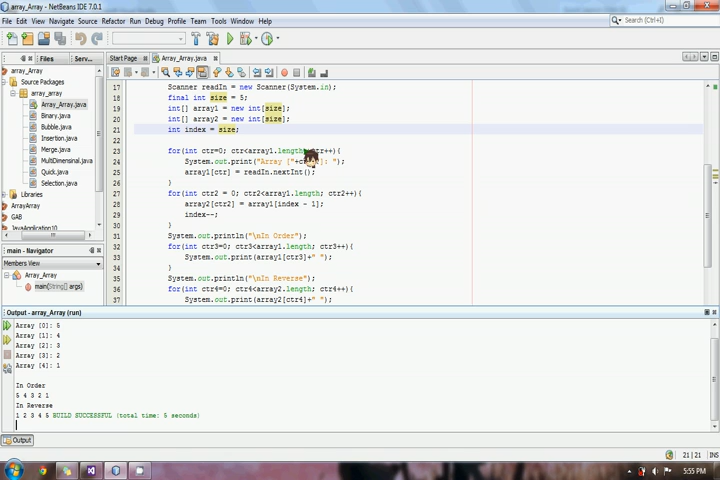 array_Array - NetBeans IDE 7.0.1
File Edit View Navigate Source Refactor Run Debug Profile Team Tools Window Help
Search (Ctrl+I)
Files Serv...
Start Page Array_Array.java
array_Array
Source Packages
array_array
Array_Array.java
Binary.java
Bubble.java
Insertion.java
Merge.java
MultiDimensinal.java
Quick.java
Selection.java
Libraries
ArrayArray
GAB
JavaApplication10
main - Navigator
Members View
Array_Array
main(String[] args)
17 Scanner readIn = new Scanner(System.in);
18 final int size = 5;
19 int[] array1 = new int[size];
20 int[] array2 = new int[size];
21 int index = size;
22
23 for(int ctr=0; ctr<array1.length; ctr++){
24 System.out.print("Array ["+ ]: ");
25 array1[ctr] = readIn.nextInt();
26 }
27 for(int ctr2 = 0; ctr2<array1.length; ctr2++){
28 array2[ctr2] = array1[index - 1];
29 index--;
30 }
31 System.out.println("\nIn Order");
32 for(int ctr3=0; ctr3<array1.length; ctr3++){
33 System.out.print(array1[ctr3]+" ");
34 }
35 System.out.println("\nIn Reverse");
36 for(int ctr4=0; ctr4<array2.length; ctr4++){
37 System.out.print(array2[ctr4]+" ");
Output - array_Array (run)
Array [0]: 5
Array [1]: 4
Array [2]: 3
Array [3]: 2
Array [4]: 1
In Order
5 4 3 2 1
In Reverse
1 2 3 4 5 BUILD SUCCESSFUL (total time: 5 seconds)
Output
21 | 21 INS
5:55 PM